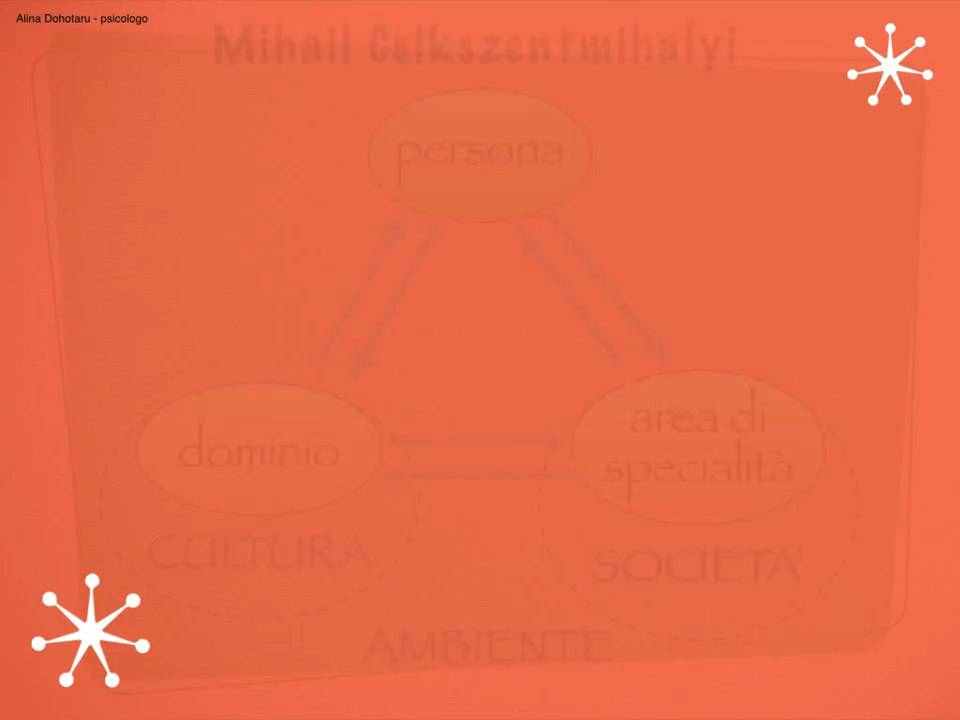 Alina Dohotaru - psicologo
Mihail Csikszentmihalyi
persona
dominio
area di
specialità
CULTURA
SOCIETA'
AMBIENTE